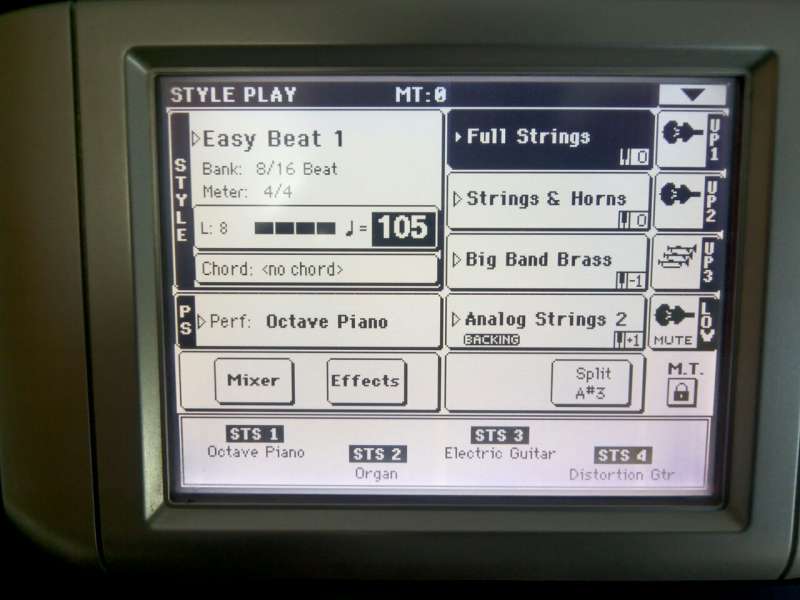 STYLE PLAY MT:0
STYLE
Easy Beat 1
Bank: 8/16 Beat
Meter: 4/4
L: 8 ♩= 105
Chord: <no chord>
PS
Perf: Octave Piano
Full Strings
0
UP1
Strings & Horns
0
UP2
Big Band Brass
-1
UP3
Analog Strings 2
BACKING
+1
MUTE
LOW
Mixer
Effects
Split
A#3
M.T.
STS 1
Octave Piano
STS 2
Organ
STS 3
Electric Guitar
STS 4
Distortion Gtr